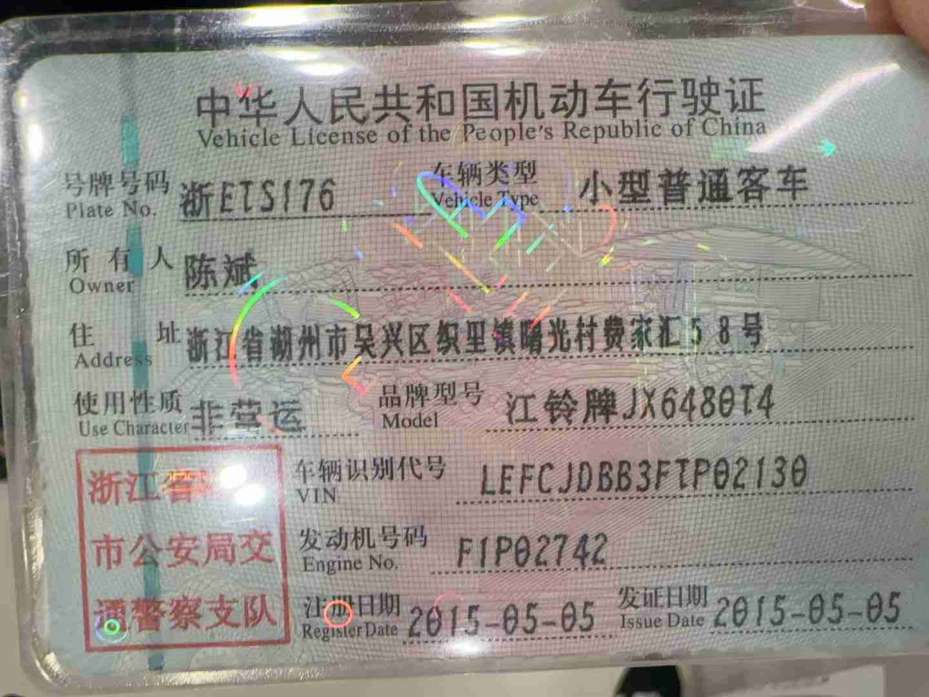 中华人民共和国机动车行驶证
Vehicle License of the People's Republic of China
号牌号码 浙ETS176 车辆类型 小型普通客车
Plate No. Vehicle Type
所有人 陈斌
Owner
住址 浙江省湖州市吴兴区织里镇曙光村费家汇58号
Address
使用性质 非营运 品牌型号 江铃牌JX6480T4
Use Character Model
浙江省
市公安局交
通警察支队
车辆识别代号 LEFCJDBB3FTP02130
VIN
发动机号码 F1P02742
Engine No.
注册日期 2015-05-05 发证日期 2015-05-05
Register Date Issue Date